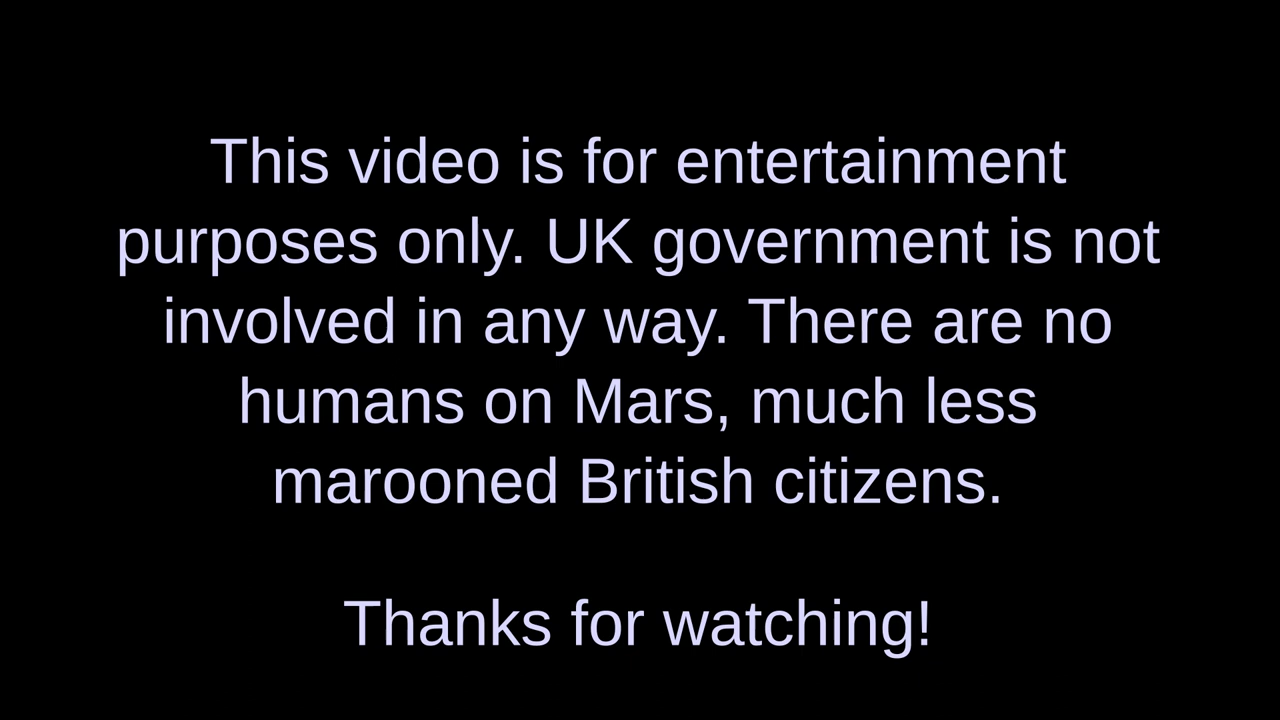 This video is for entertainment
purposes only. UK government is not
involved in any way. There are no
humans on Mars, much less
marooned British citizens.
Thanks for watching!